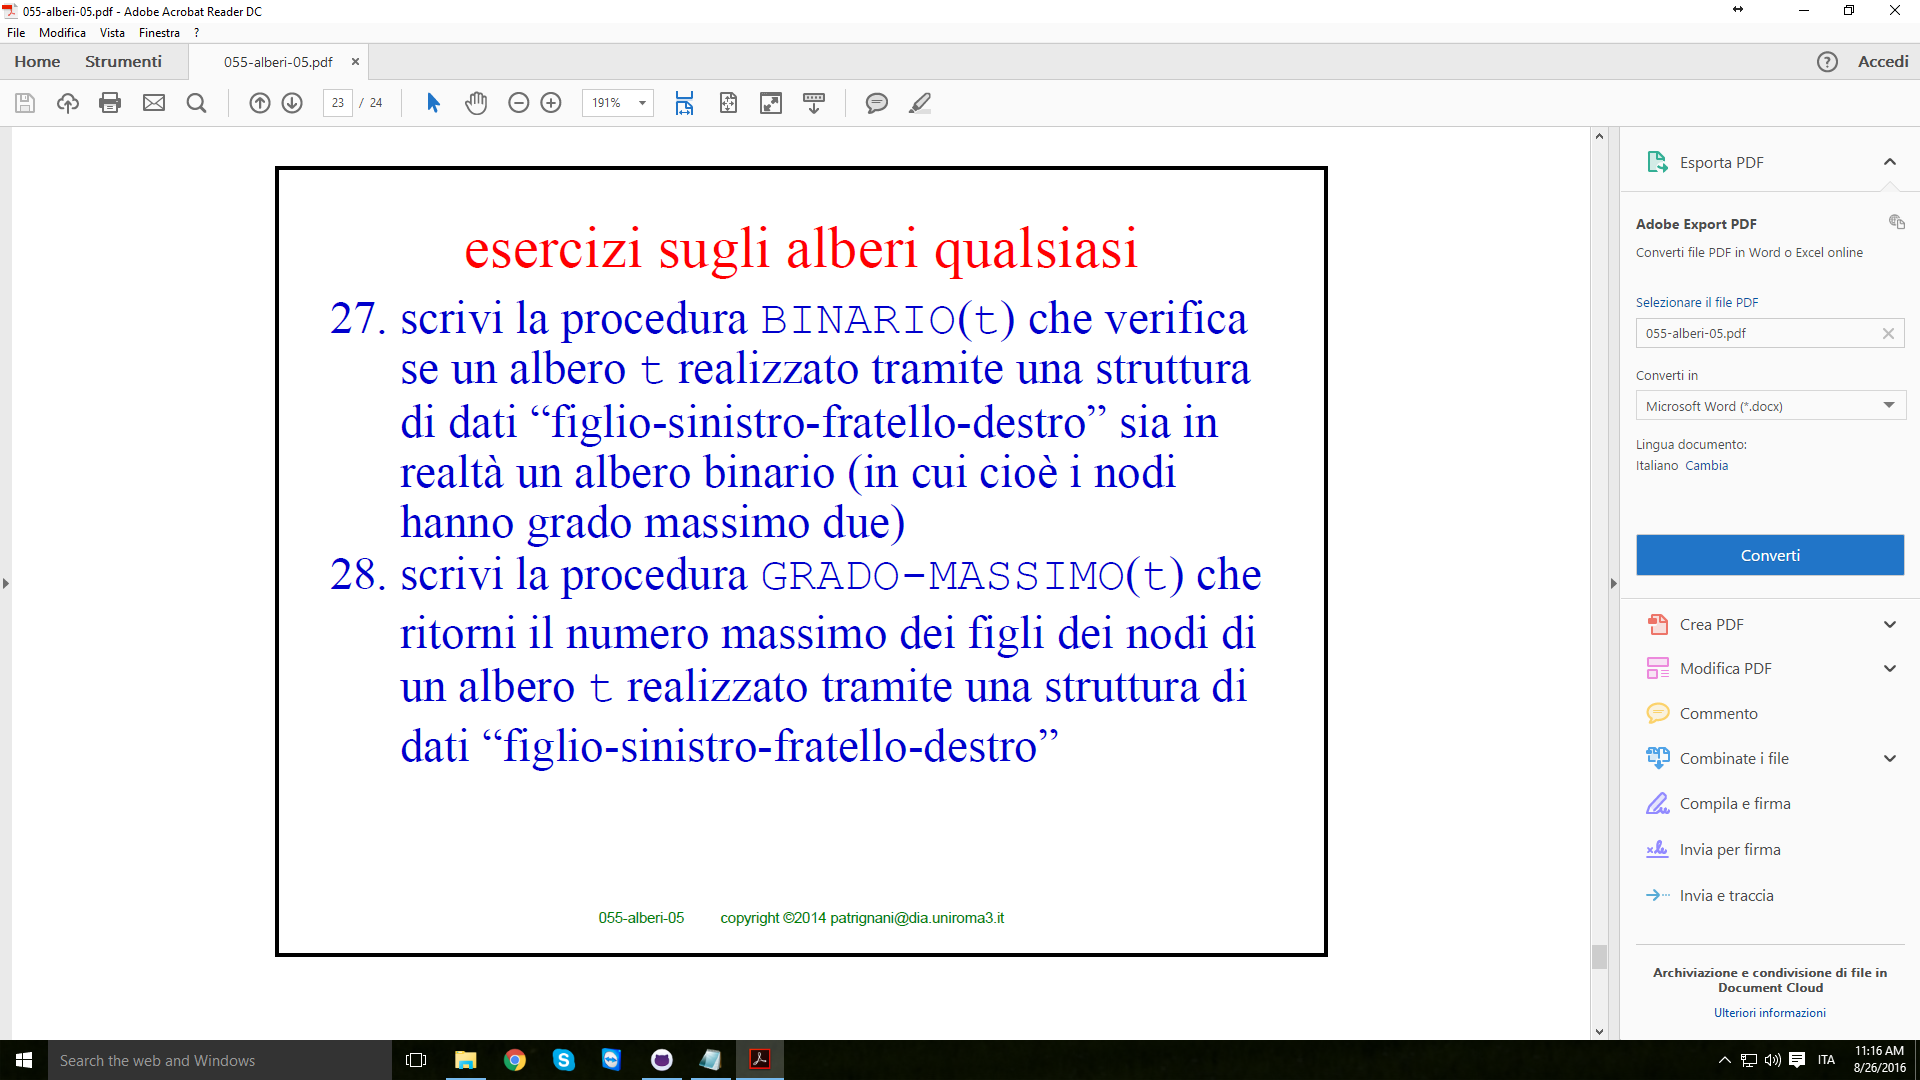 055-alberi-05.pdf - Adobe Acrobat Reader DC
File Modifica Vista Finestra ?
Home Strumenti 055-alberi-05.pdf × Accedi
23 / 24 191%
esercizi sugli alberi qualsiasi
27. scrivi la procedura BINARIO(t) che verifica
se un albero t realizzato tramite una struttura
di dati “figlio-sinistro-fratello-destro” sia in
realtà un albero binario (in cui cioè i nodi
hanno grado massimo due)
28. scrivi la procedura GRADO-MASSIMO(t) che
ritorni il numero massimo dei figli dei nodi di
un albero t realizzato tramite una struttura di
dati “figlio-sinistro-fratello-destro”
055-alberi-05 copyright ©2014 patrignani@dia.uniroma3.it
Esporta PDF
Adobe Export PDF
Converti file PDF in Word o Excel online
Selezionare il file PDF
055-alberi-05.pdf
Converti in
Microsoft Word (*.docx)
Lingua documento:
Italiano Cambia
Converti
Crea PDF
Modifica PDF
Commento
Combinate i file
Compila e firma
Invia per firma
Invia e traccia
Archiviazione e condivisione di file in
Document Cloud
Ulteriori informazioni
Search the web and Windows
ITA
11:16 AM
8/26/2016